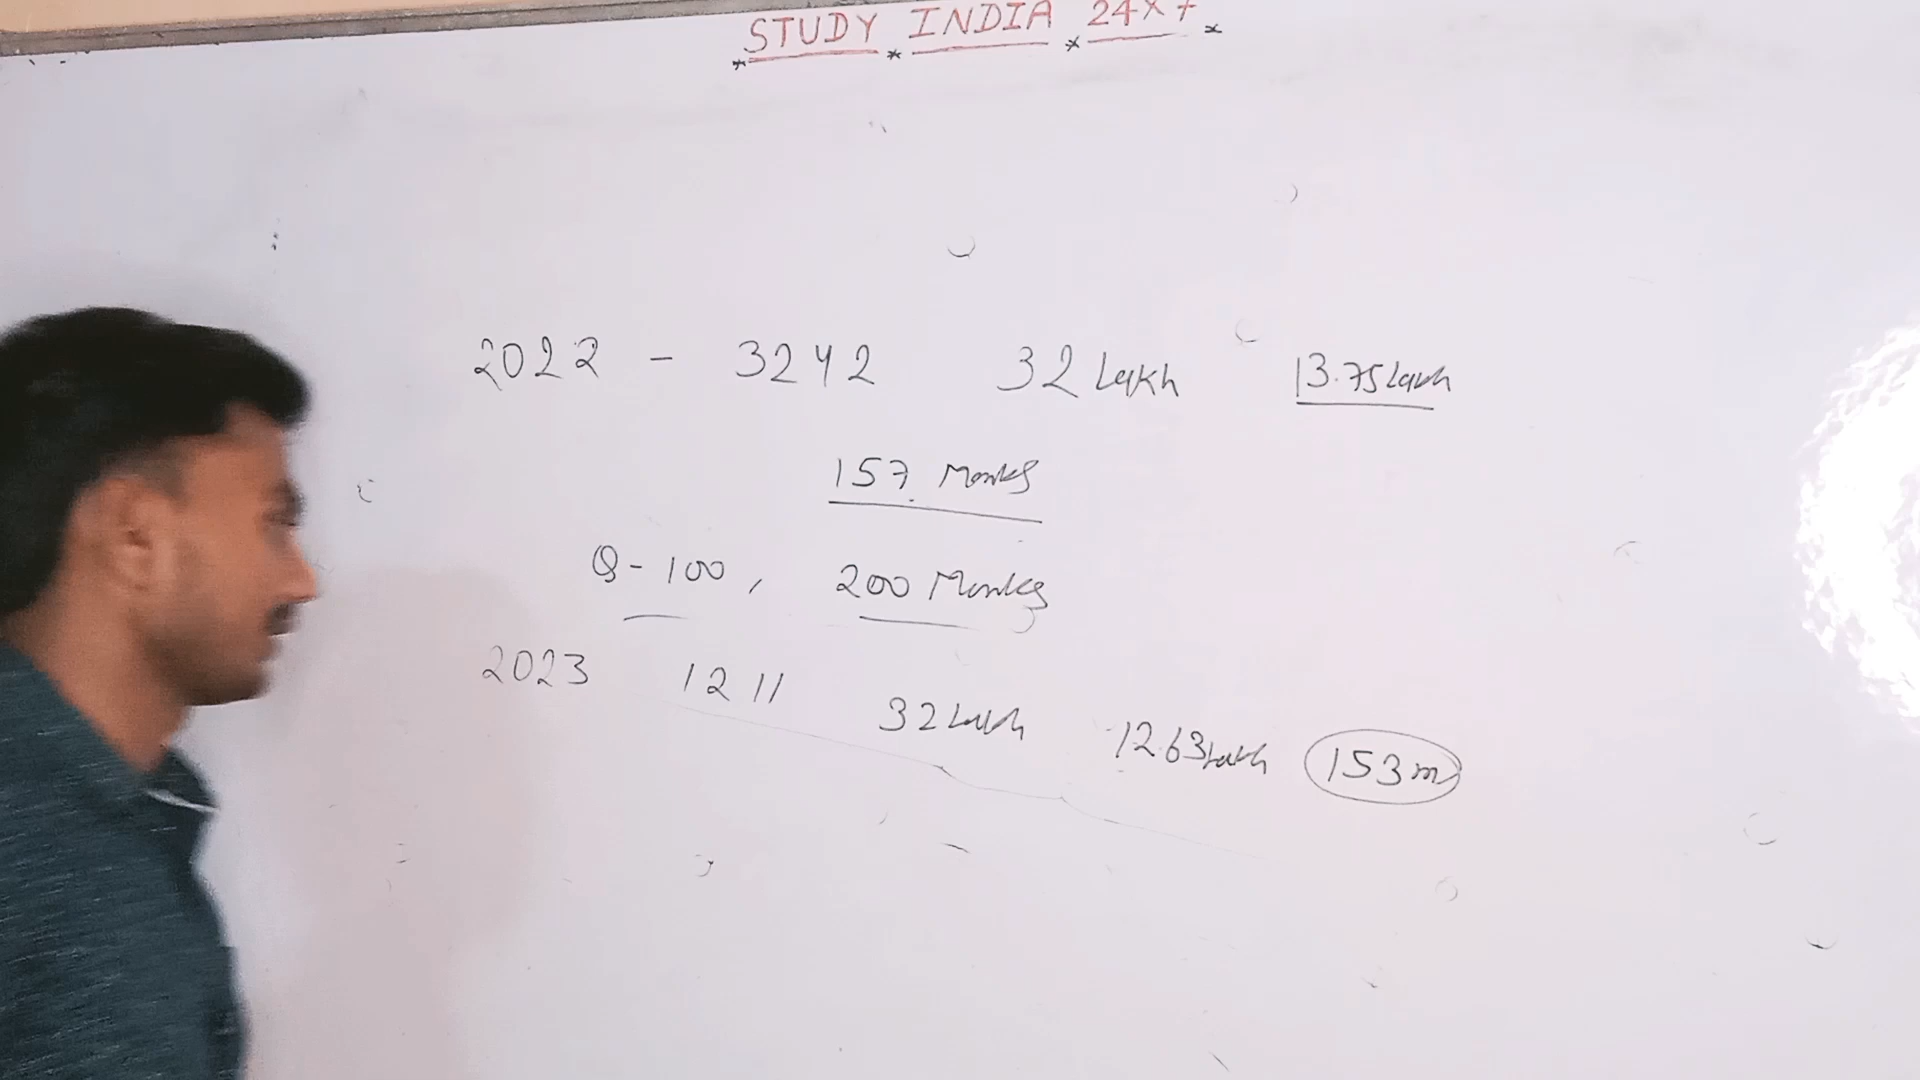 STUDY INDIA 24x7
2022 - 3242 32 Lakh 13.75 Lakh
157 Marks
Q-100, 200 Marks
2023 1211 32 Lakh 12.63 Lakh 153 m